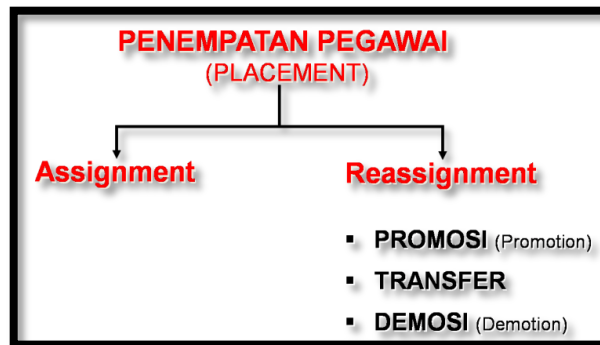 PENEMPATAN PEGAWAI
(PLACEMENT)
Assignment
Reassignment
▪ PROMOSI (Promotion)
▪ TRANSFER
▪ DEMOSI (Demotion)